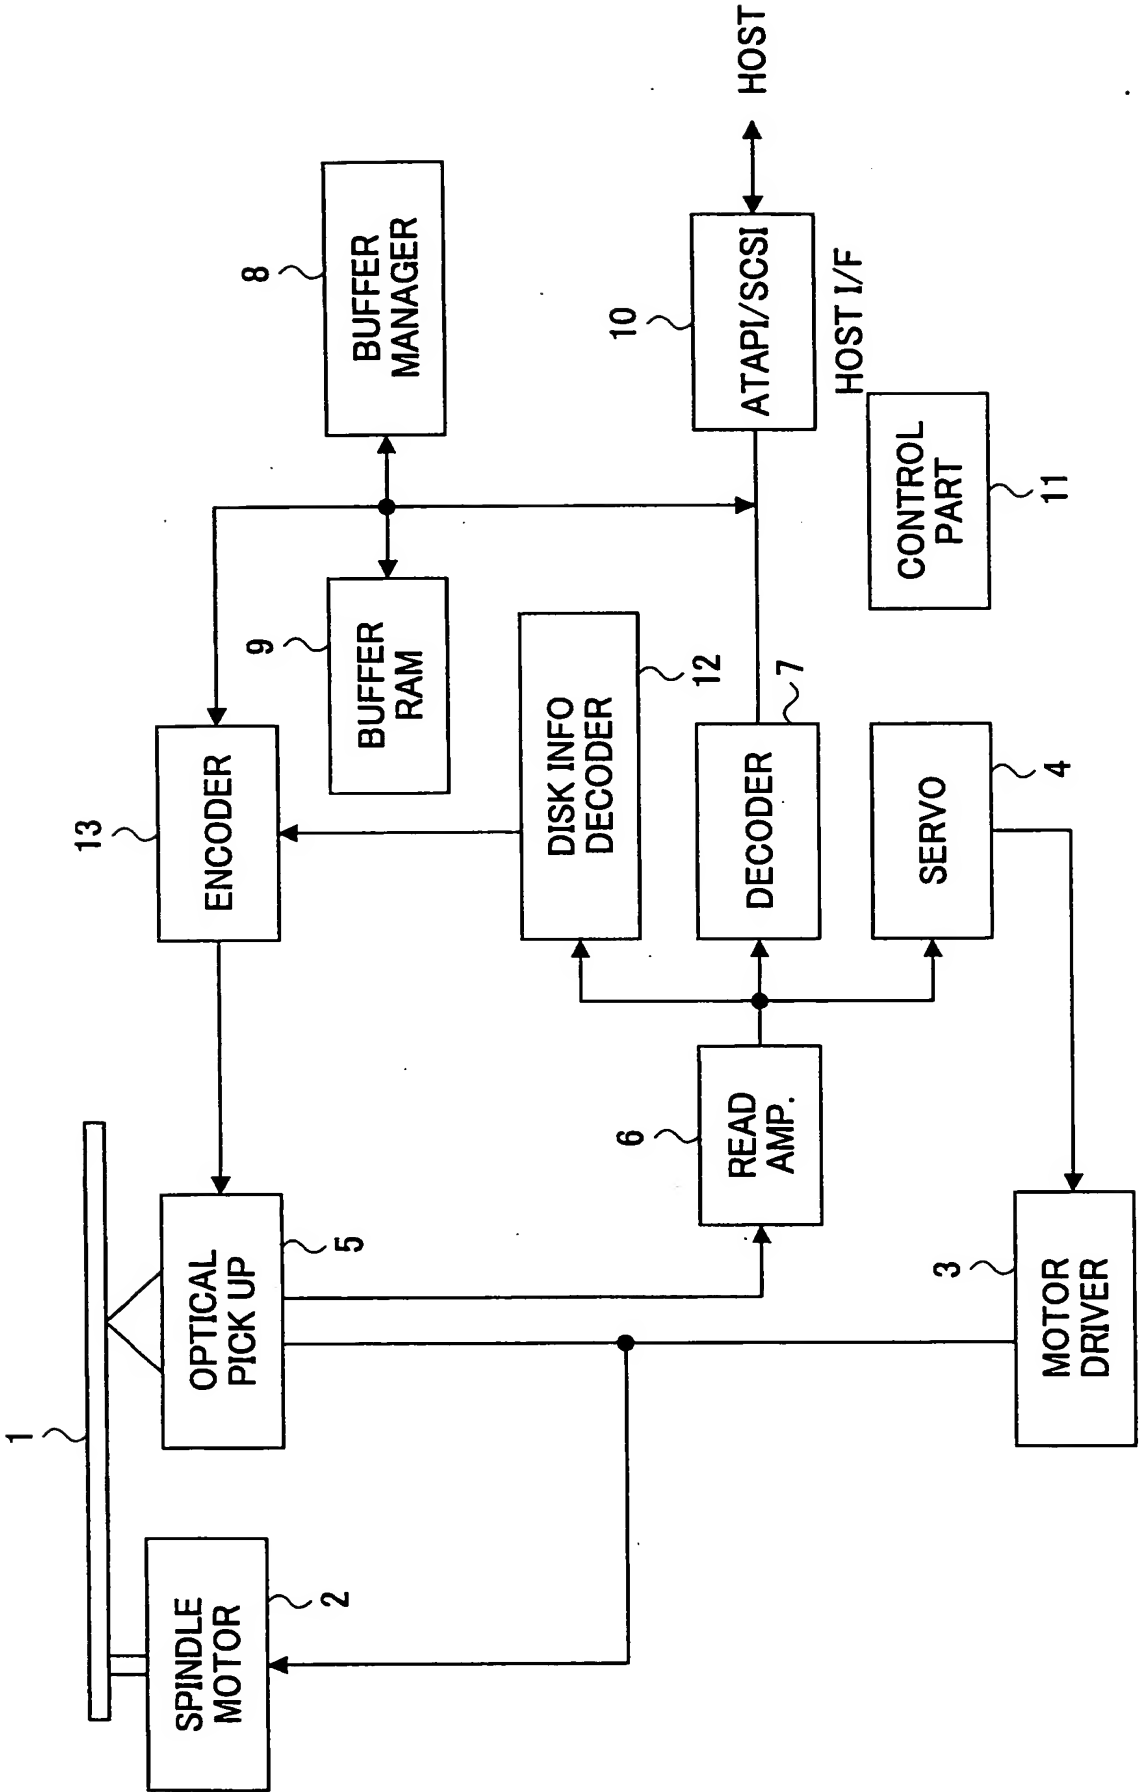 1
SPINDLE
MOTOR
2
OPTICAL
PICK UP
5
13
ENCODER
9
BUFFER
RAM
8
BUFFER
MANAGER
DISK INFO
DECODER
12
6
READ
AMP.
DECODER
7
10
ATAPI/SCSI
HOST I/F
HOST
3
MOTOR
DRIVER
SERVO
4
CONTROL
PART
11